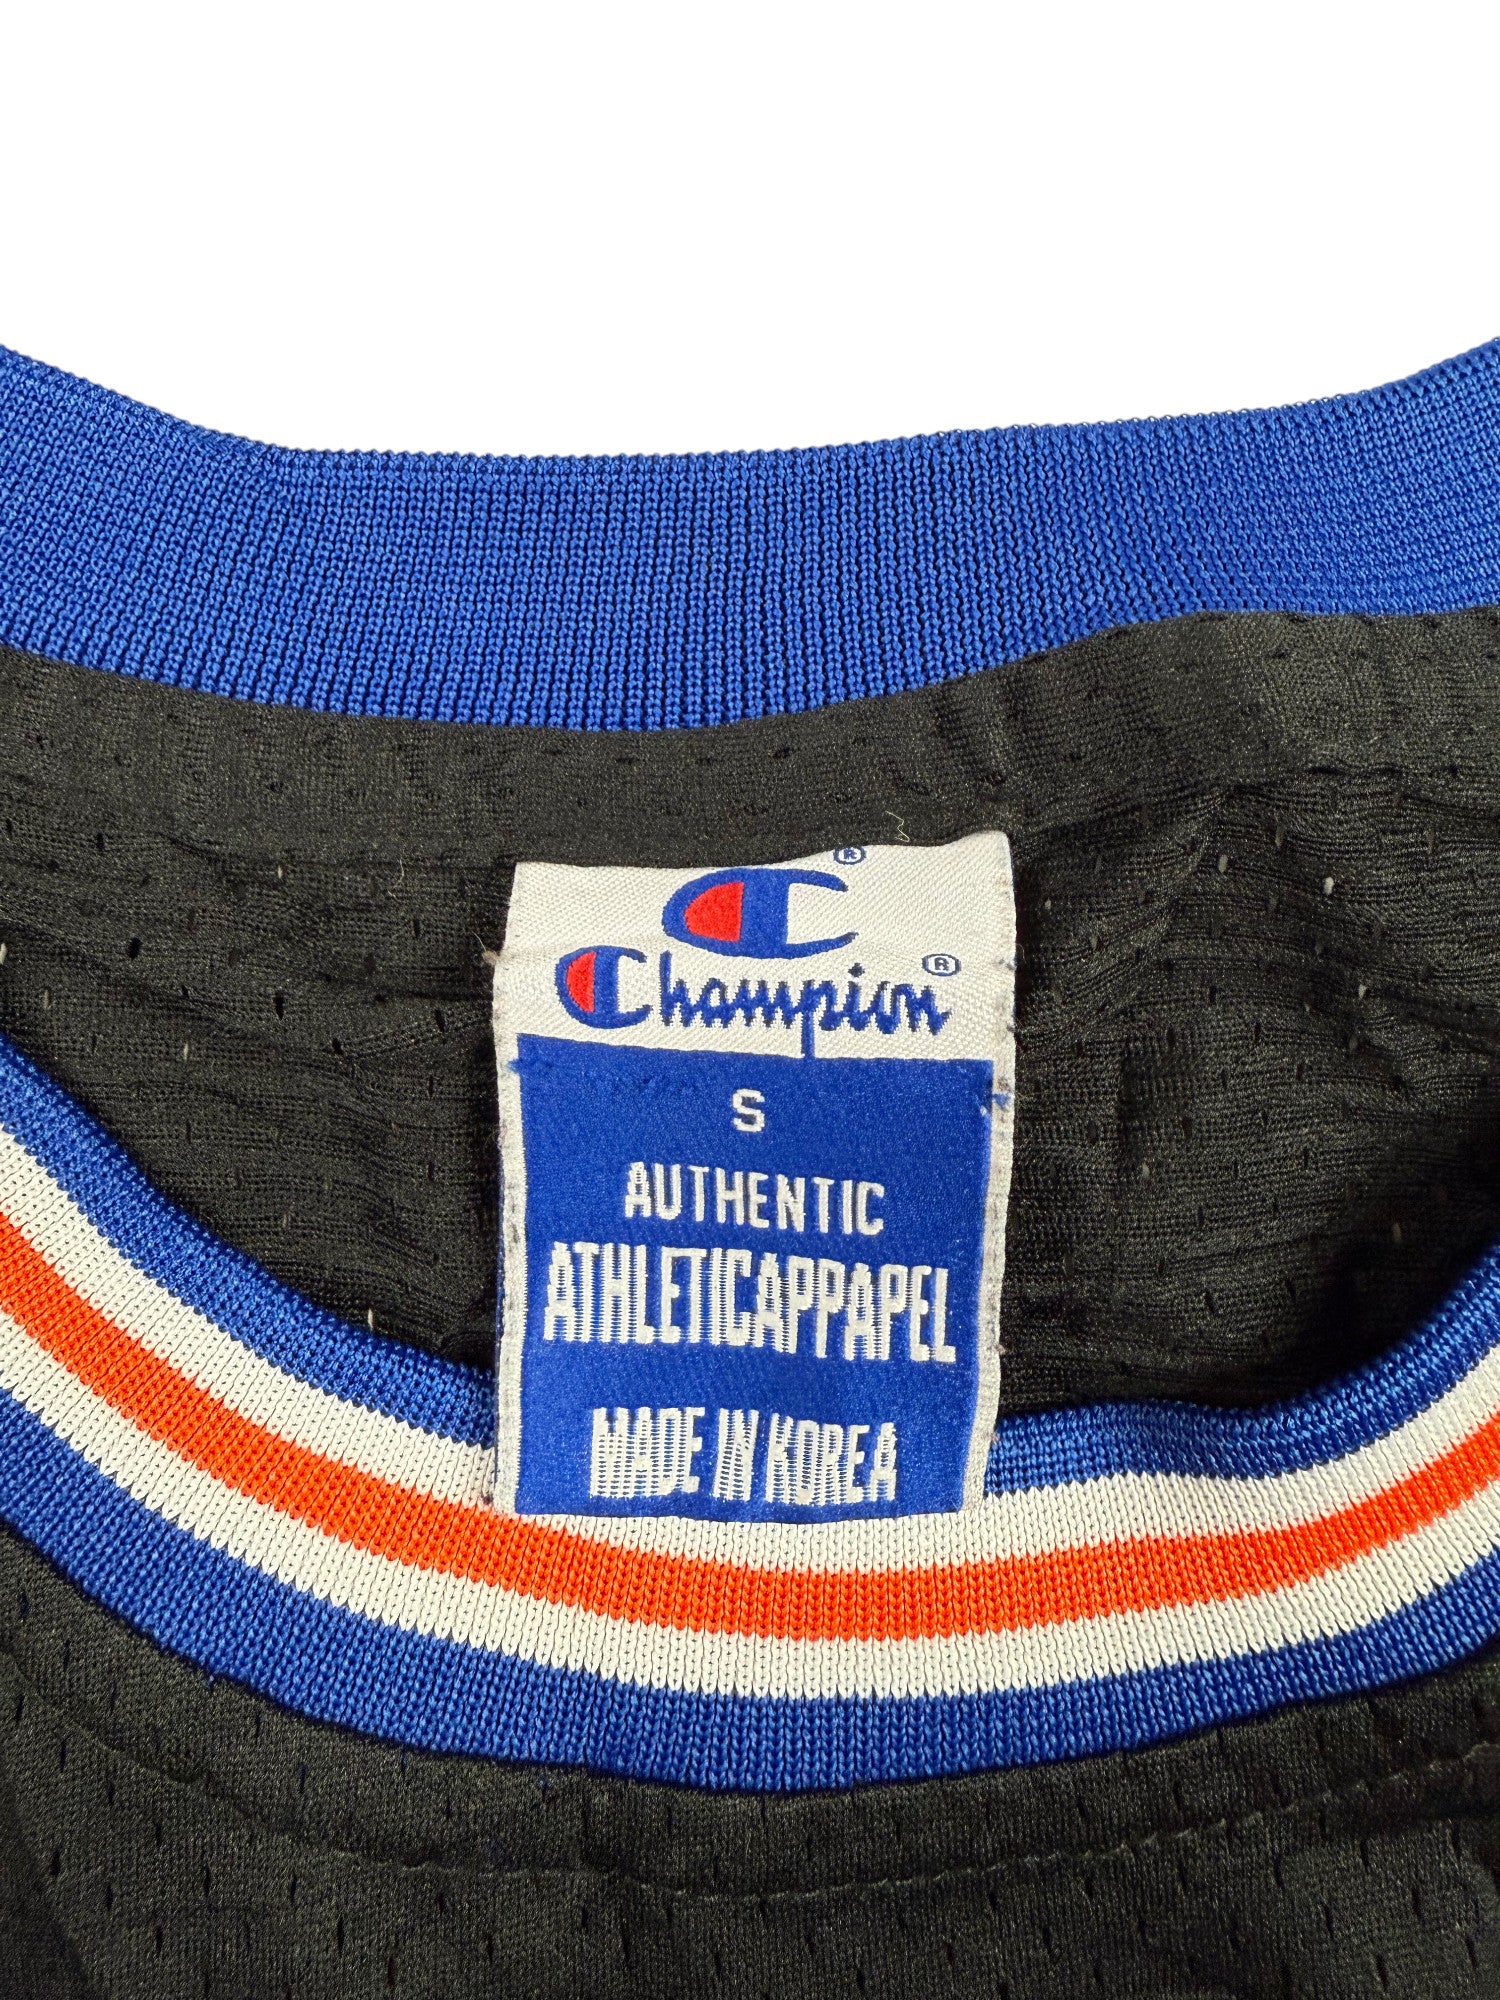 ®
Champion®
S
AUTHENTIC
ATHLETICAPPAPEL
MADE IN KOREA